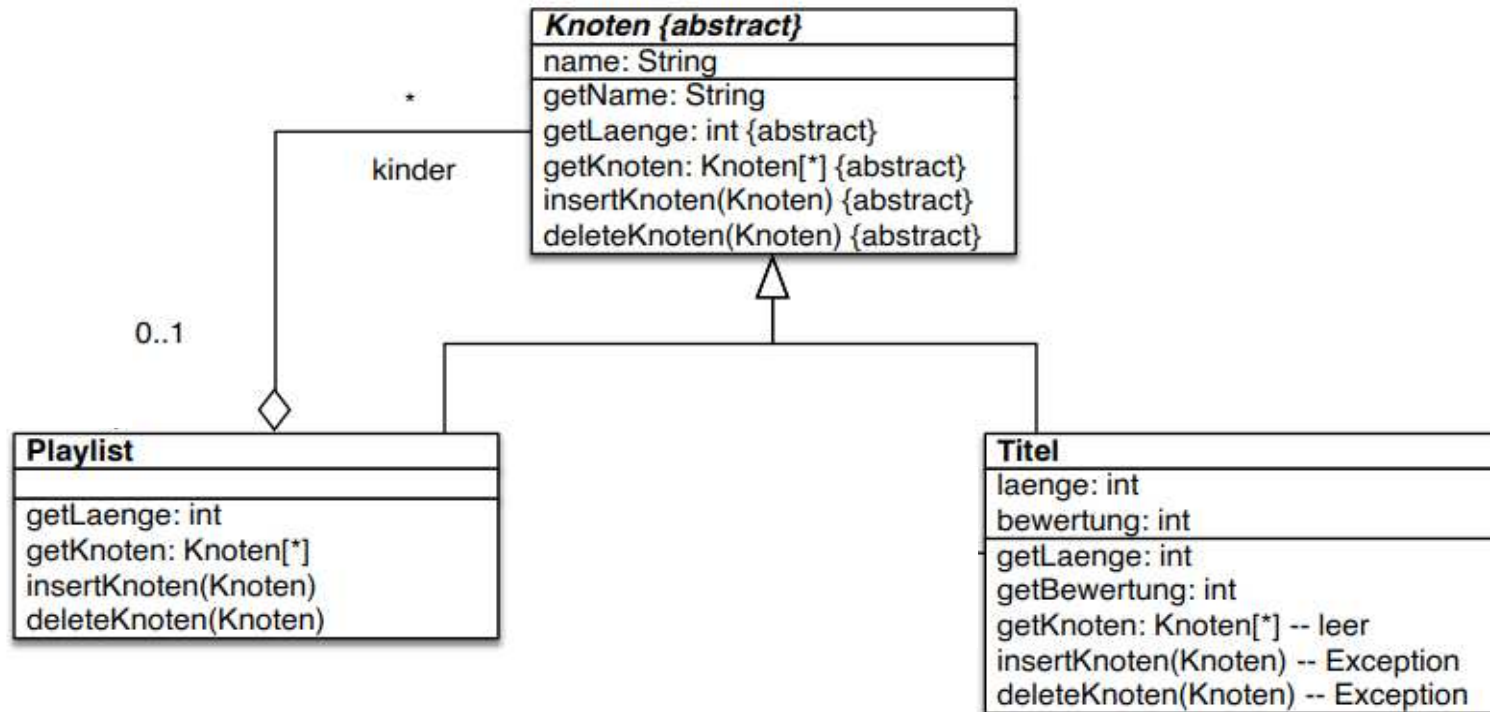 Knoten {abstract}
name: String
getName: String
getLaenge: int {abstract}
getKnoten: Knoten[*] {abstract}
insertKnoten(Knoten) {abstract}
deleteKnoten(Knoten) {abstract}
*
kinder
0..1
Playlist
getLaenge: int
getKnoten: Knoten[*]
insertKnoten(Knoten)
deleteKnoten(Knoten)
Titel
laenge: int
bewertung: int
getLaenge: int
getBewertung: int
getKnoten: Knoten[*] -- leer
insertKnoten(Knoten) -- Exception
deleteKnoten(Knoten) -- Exception